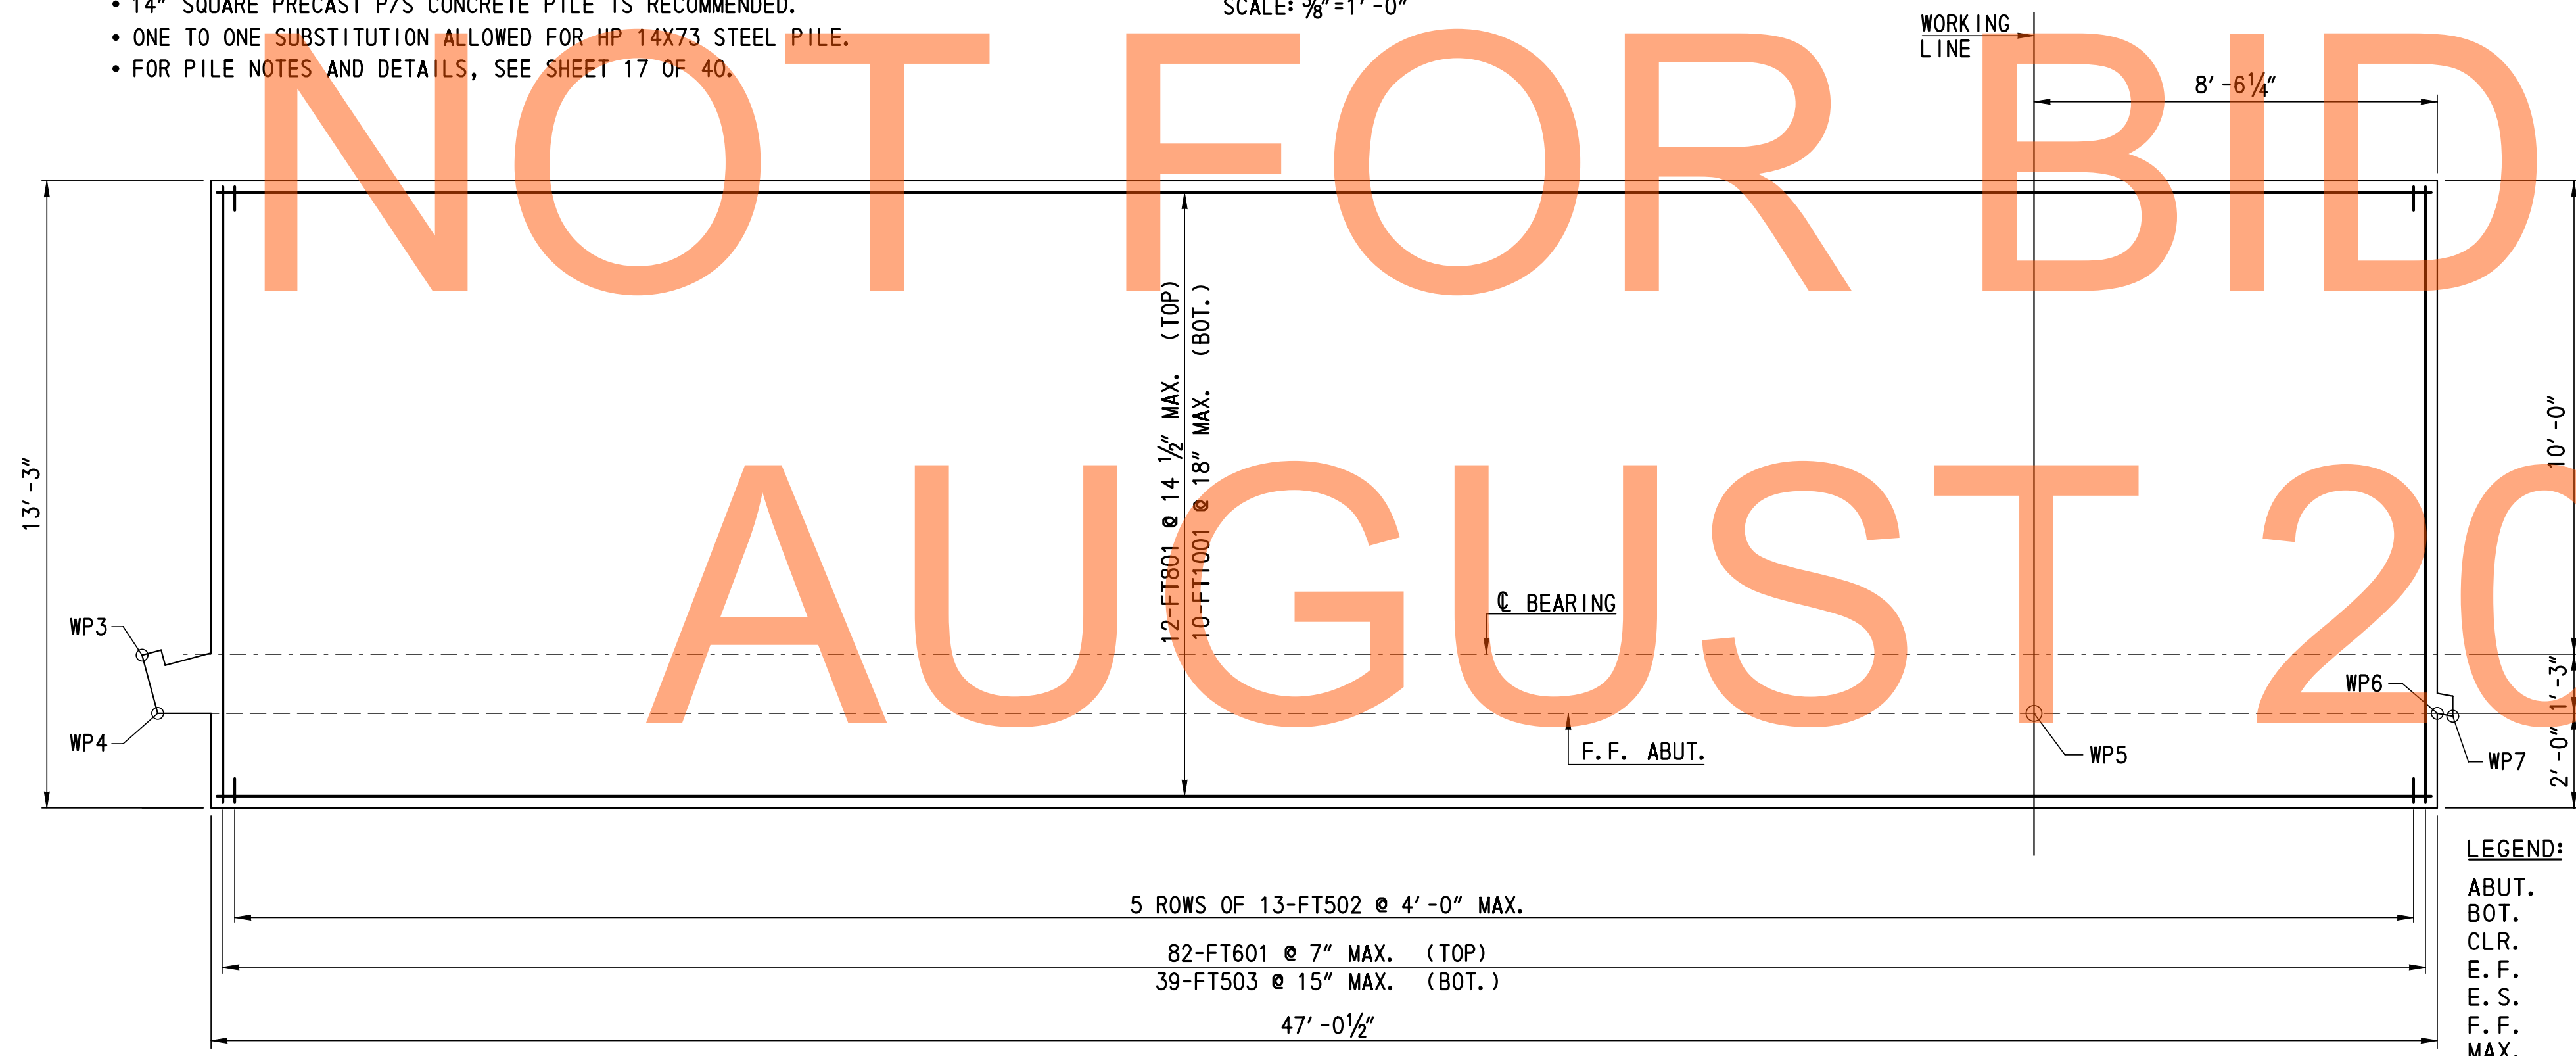 • 14" SQUARE PRECAST P/S CONCRETE PILE IS RECOMMENDED.
• ONE TO ONE SUBSTITUTION ALLOWED FOR HP 14X73 STEEL PILE.
• FOR PILE NOTES AND DETAILS, SEE SHEET 17 OF 40.
SCALE: ⅜"=1'-0"
WORKING
LINE
8'-6¼"
NOT FOR BID
13'-3"
12-FT801 @ 14 ½" MAX. (TOP)
10-FT1001 @ 18" MAX. (BOT.)
10'-0"
AUGUST 20
℄ BEARING
WP3
WP4
WP6
1'-3"
F.F. ABUT.
WP5
WP7
2'-0"
5 ROWS OF 13-FT502 @ 4'-0" MAX.
82-FT601 @ 7" MAX. (TOP)
39-FT503 @ 15" MAX. (BOT.)
47'-0½"
LEGEND:
ABUT.
BOT.
CLR.
E.F.
E.S.
F.F.
MAX.